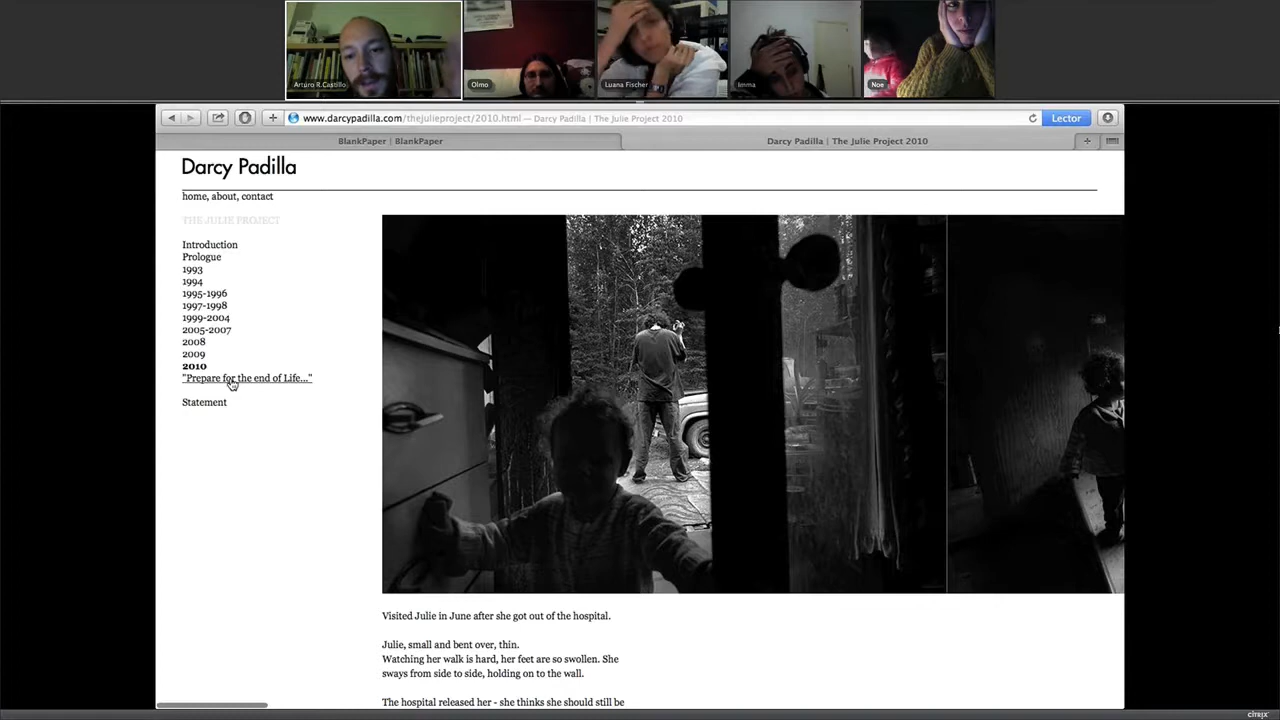 Arturo R.Castillo
Olmo
Luana Fischer
Imma
Noe
www.darcypadilla.com/thejulieproject/2010.html — Darcy Padilla | The Julie Project 2010
Lector
BlankPaper | BlankPaper
Darcy Padilla | The Julie Project 2010
Darcy Padilla
home, about, contact
THE JULIE PROJECT
Introduction
Prologue
1993
1994
1995-1996
1997-1998
1999-2004
2005-2007
2008
2009
2010
"Prepare for the end of Life..."
Statement
Visited Julie in June after she got out of the hospital.
Julie, small and bent over, thin.
Watching her walk is hard, her feet are so swollen. She
sways from side to side, holding on to the wall.
The hospital released her - she thinks she should still be
CITRIX